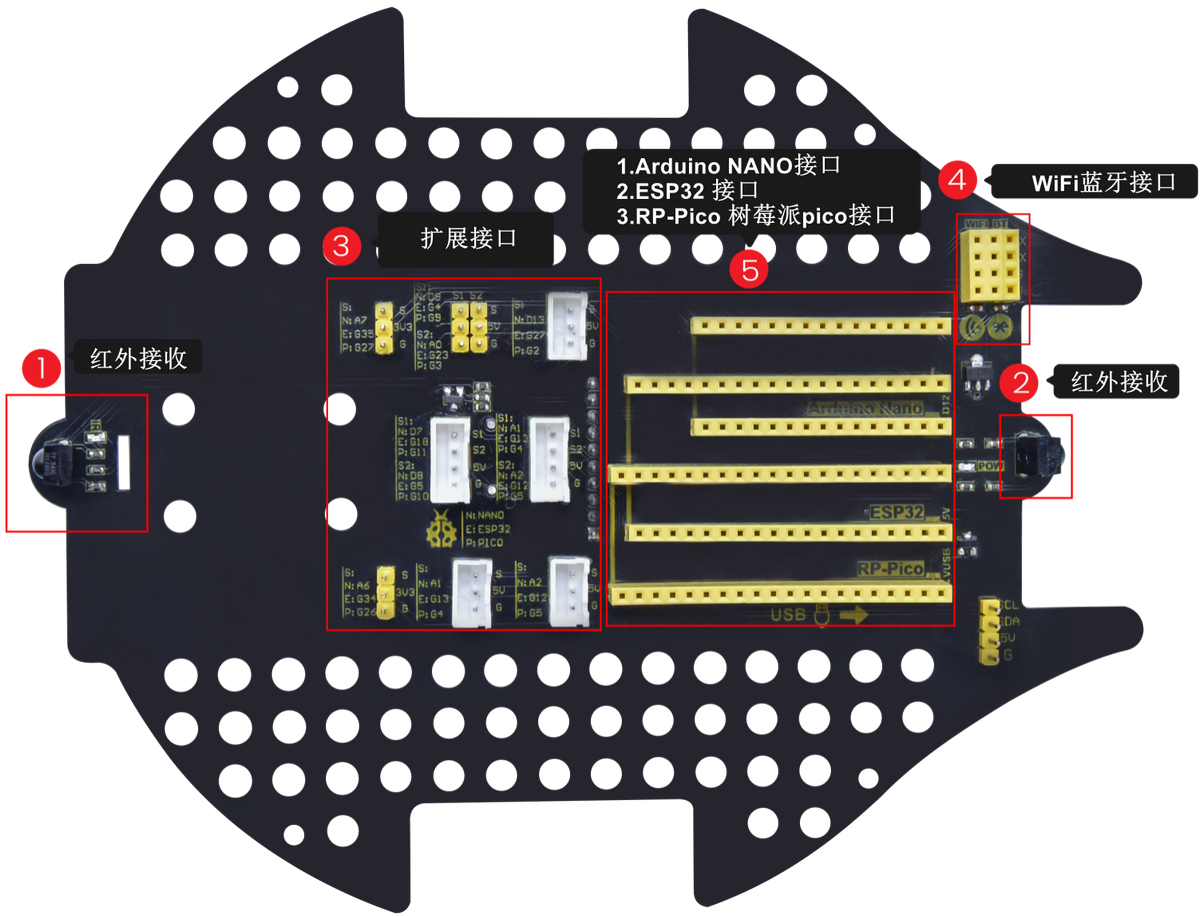 1.Arduino NANO接口
2.ESP32 接口
3.RP-Pico 树莓派pico接口
5
4
WiFi蓝牙接口
3
扩展接口
1
红外接收
2
红外接收
WiFi BT
S:
N:A7
E:G35
P:G27
S
3V3
G
N:D9
E:G4
P:G9
S2:
N:A0
E:G23
P:G3
S1 S2
S
5V
G
S:
N:D13
E:G27
P:G2
S
5V
G
S1:
N:D7
E:G18
P:G11
S2:
N:D8
E:G5
P:G10
S1
S2
5V
G
S1:
N:A1
E:G13
P:G4
S2:
N:A2
E:G12
P:G5
S1
S2
5V
G
N:NANO
E:ESP32
P:PICO
S:
N:A6
E:G34
P:G26
S
3V3
G
S:
N:A1
E:G13
P:G4
S
5V
G
S:
N:A2
E:G12
P:G5
S
5V
G
Arduino Nano
D12
POW
ESP32
5V
RP-Pico
VUSB
USB
SCL
SDA
5V
G